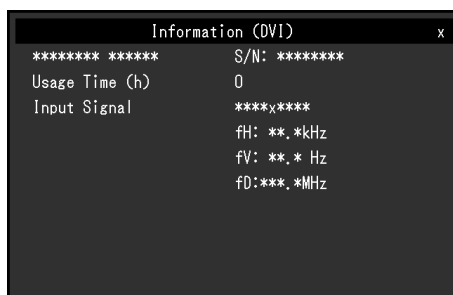 Information (DVI) x
******** ****** S/N: ********
Usage Time (h) 0
Input Signal ****x****
fH: **.*kHz
fV: **.* Hz
fD:***.*MHz